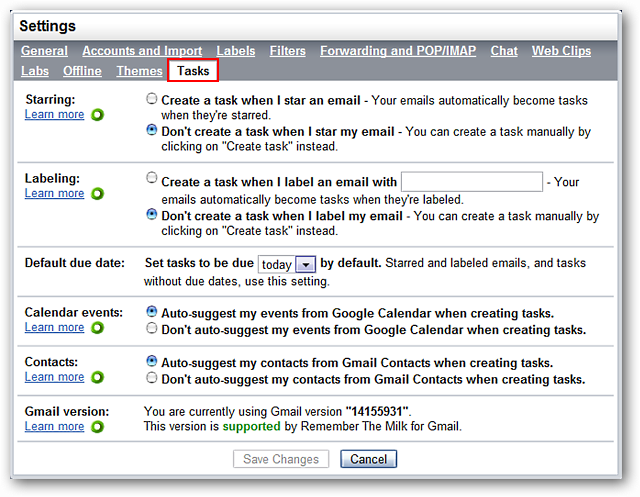 Settings
General Accounts and Import Labels Filters Forwarding and POP/IMAP Chat Web Clips
Labs Offline Themes Tasks
Starring:
Learn more
Create a task when I star an email - Your emails automatically become tasks
when they're starred.
Don't create a task when I star my email - You can create a task manually by
clicking on "Create task" instead.
Labeling:
Learn more
Create a task when I label an email with - Your
emails automatically become tasks when they're labeled.
Don't create a task when I label my email - You can create a task manually by
clicking on "Create task" instead.
Default due date:
Set tasks to be due today by default. Starred and labeled emails, and tasks
without due dates, use this setting.
Calendar events:
Learn more
Auto-suggest my events from Google Calendar when creating tasks.
Don't auto-suggest my events from Google Calendar when creating tasks.
Contacts:
Learn more
Auto-suggest my contacts from Gmail Contacts when creating tasks.
Don't auto-suggest my contacts from Gmail Contacts when creating tasks.
Gmail version:
Learn more
You are currently using Gmail version "14155931".
This version is supported by Remember The Milk for Gmail.
Save Changes Cancel